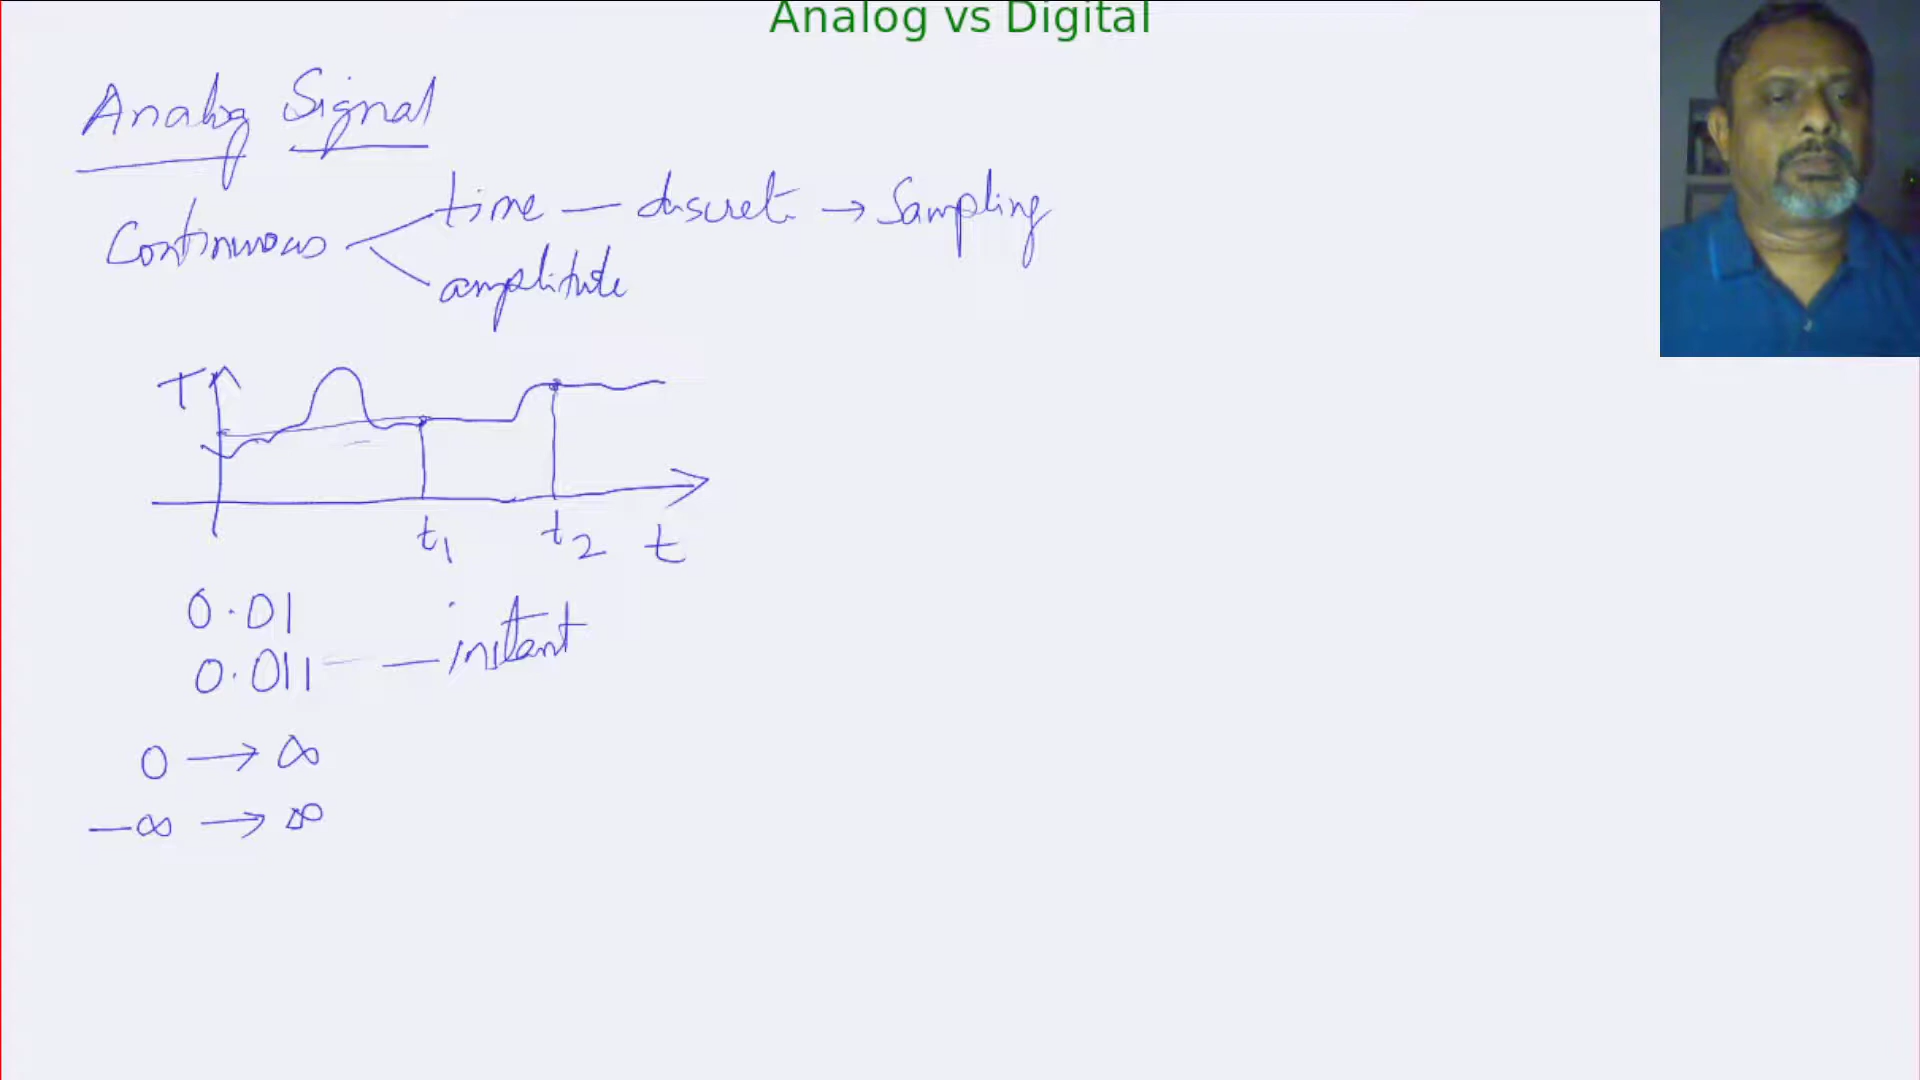 Analog vs Digital
Analog Signal
Continuous
time — discrete → Sampling
amplitude
T
t1 t2 t
0.01
0.011 — instant
0 → ∞
-∞ → ∞